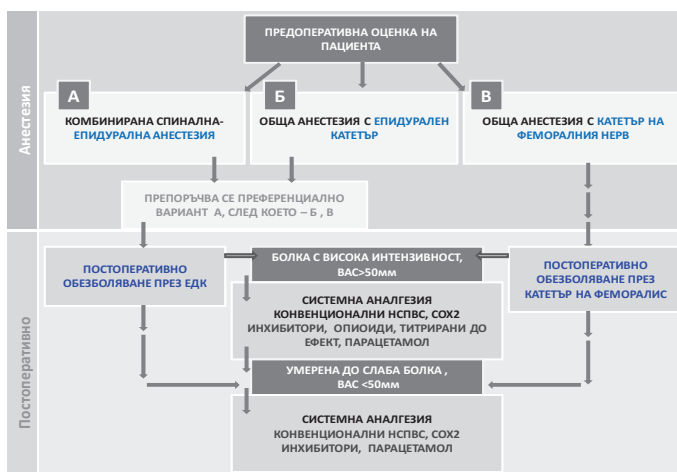 ПРЕДОПЕРАТИВНА ОЦЕНКА НА
ПАЦИЕНТА
Анестезия
А
КОМБИНИРАНА СПИНАЛНА-
ЕПИДУРАЛНА АНЕСТЕЗИЯ
Б
ОБЩА АНЕСТЕЗИЯ С ЕПИДУРАЛЕН
КАТЕТЪР
В
ОБЩА АНЕСТЕЗИЯ С КАТЕТЪР НА
ФЕМОРАЛНИЯ НЕРВ
ПРЕПОРЪЧВА СЕ ПРЕФЕРЕНЦИАЛНО
ВАРИАНТ А, СЛЕД КОЕТО – Б , В
Постоперативно
ПОСТОПЕРАТИВНО
ОБЕЗБОЛЯВАНЕ ПРЕЗ ЕДК
БОЛКА С ВИСОКА ИНТЕНЗИВНОСТ,
ВАС>50мм
ПОСТОПЕРАТИВНО
ОБЕЗБОЛЯВАНЕ ПРЕЗ
КАТЕТЪР НА ФЕМОРАЛИС
СИСТЕМНА АНАЛГЕЗИЯ
КОНВЕНЦИОНАЛНИ НСПВС, COX2
ИНХИБИТОРИ, ОПИОИДИ, ТИТРИРАНИ ДО
ЕФЕКТ, ПАРАЦЕТАМОЛ
УМЕРЕНА ДО СЛАБА БОЛКА ,
ВАС <50мм
СИСТЕМНА АНАЛГЕЗИЯ
КОНВЕНЦИОНАЛНИ НСПВС, COX2
ИНХИБИТОРИ, ПАРАЦЕТАМОЛ